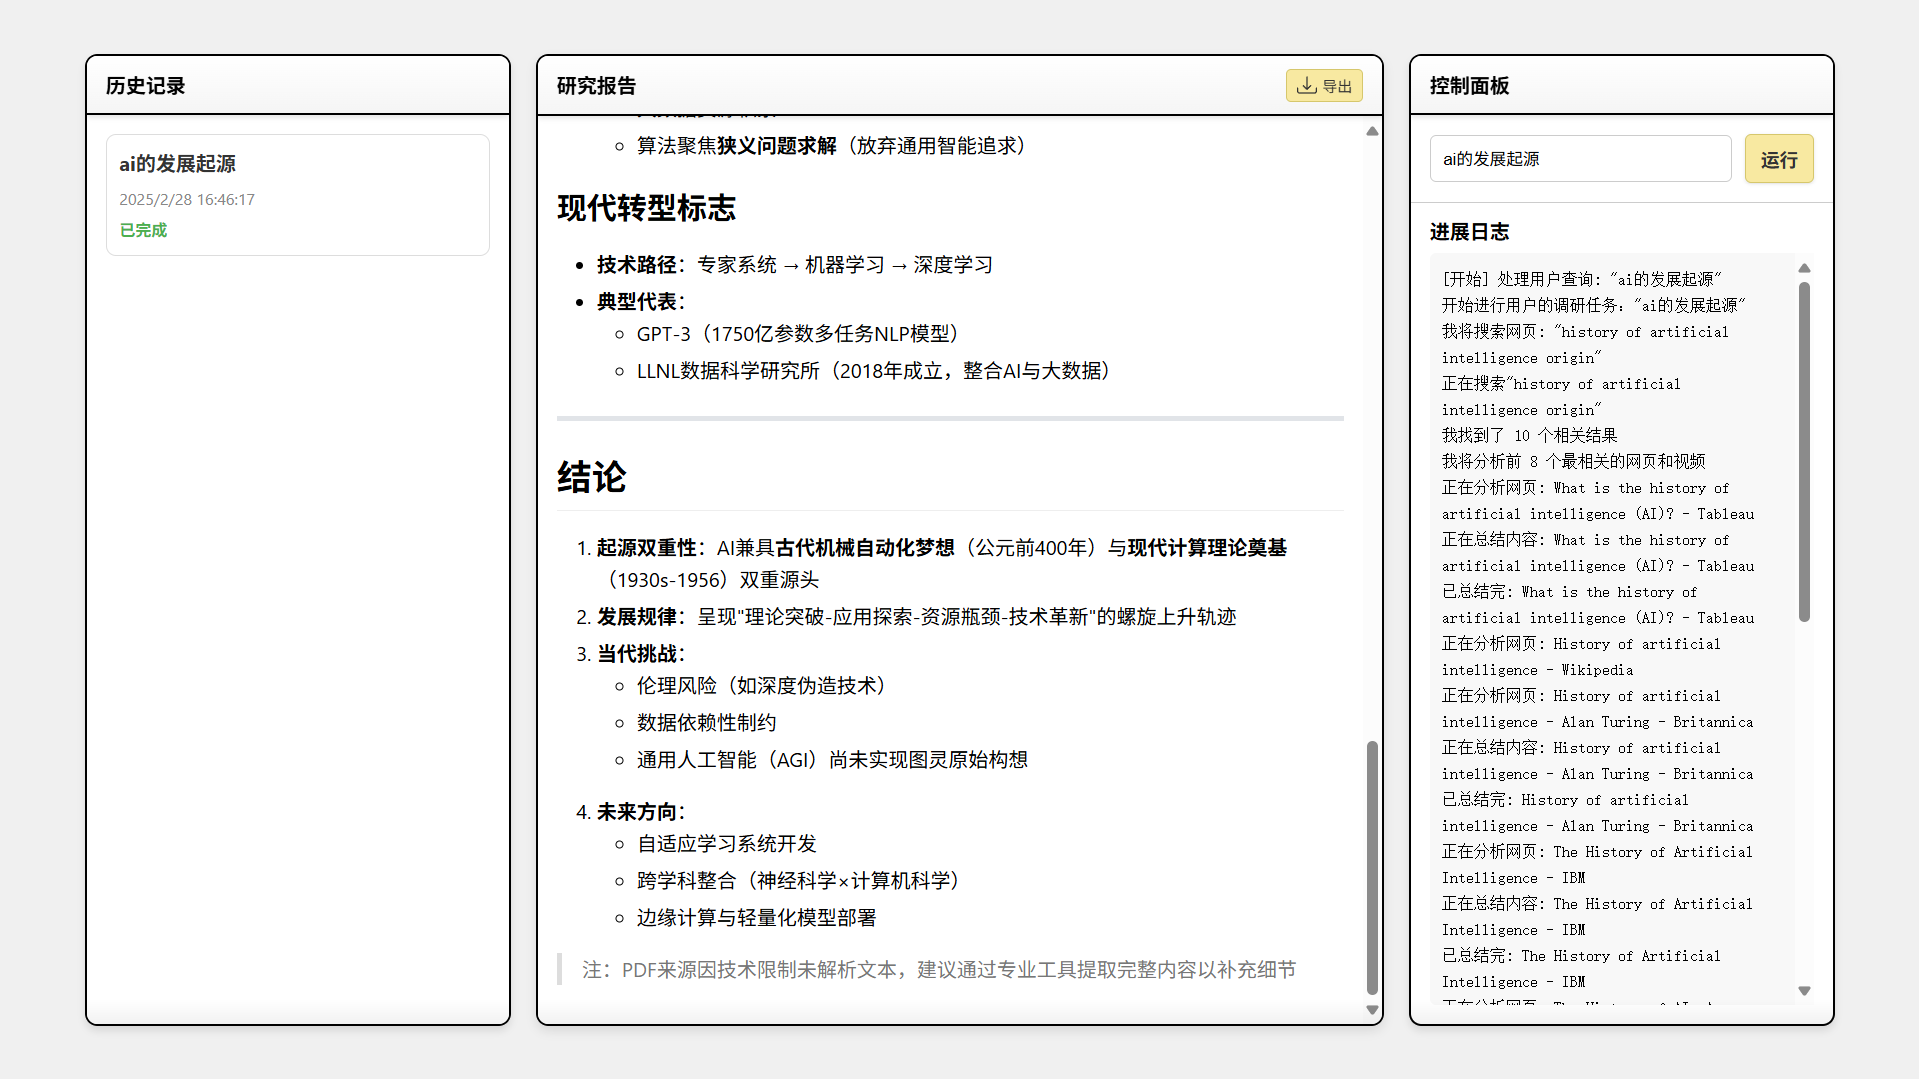 历史记录
ai的发展起源
2025/2/28 16:46:17
已完成
研究报告
导出
算法聚焦狭义问题求解（放弃通用智能追求）
现代转型标志
技术路径：专家系统 → 机器学习 → 深度学习
典型代表：
GPT-3（1750亿参数多任务NLP模型）
LLNL数据科学研究所（2018年成立，整合AI与大数据）
结论
1. 起源双重性：AI兼具古代机械自动化梦想（公元前400年）与现代计算理论奠基
（1930s-1956）双重源头
2. 发展规律：呈现"理论突破-应用探索-资源瓶颈-技术革新"的螺旋上升轨迹
3. 当代挑战：
伦理风险（如深度伪造技术）
数据依赖性制约
通用人工智能（AGI）尚未实现图灵原始构想
4. 未来方向：
自适应学习系统开发
跨学科整合（神经科学×计算机科学）
边缘计算与轻量化模型部署
注：PDF来源因技术限制未解析文本，建议通过专业工具提取完整内容以补充细节
控制面板
ai的发展起源
运行
进展日志
[开始] 处理用户查询: "ai的发展起源"
开始进行用户的调研任务："ai的发展起源"
我将搜索网页: "history of artificial
intelligence origin"
正在搜索"history of artificial
intelligence origin"
我找到了 10 个相关结果
我将分析前 8 个最相关的网页和视频
正在分析网页: What is the history of
artificial intelligence (AI)? - Tableau
正在总结内容: What is the history of
artificial intelligence (AI)? - Tableau
已总结完: What is the history of
artificial intelligence (AI)? - Tableau
正在分析网页: History of artificial
intelligence - Wikipedia
正在分析网页: History of artificial
intelligence - Alan Turing - Britannica
正在总结内容: History of artificial
intelligence - Alan Turing - Britannica
已总结完: History of artificial
intelligence - Alan Turing - Britannica
正在分析网页: The History of Artificial
Intelligence - IBM
正在总结内容: The History of Artificial
Intelligence - IBM
已总结完: The History of Artificial
Intelligence - IBM